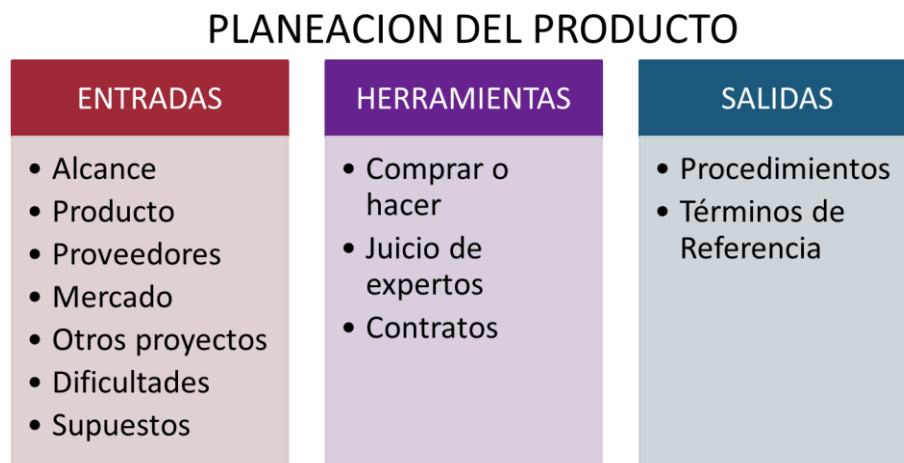 PLANEACION DEL PRODUCTO
ENTRADAS
• Alcance
• Producto
• Proveedores
• Mercado
• Otros proyectos
• Dificultades
• Supuestos
HERRAMIENTAS
• Comprar o
hacer
• Juicio de
expertos
• Contratos
SALIDAS
• Procedimientos
• Términos de
Referencia